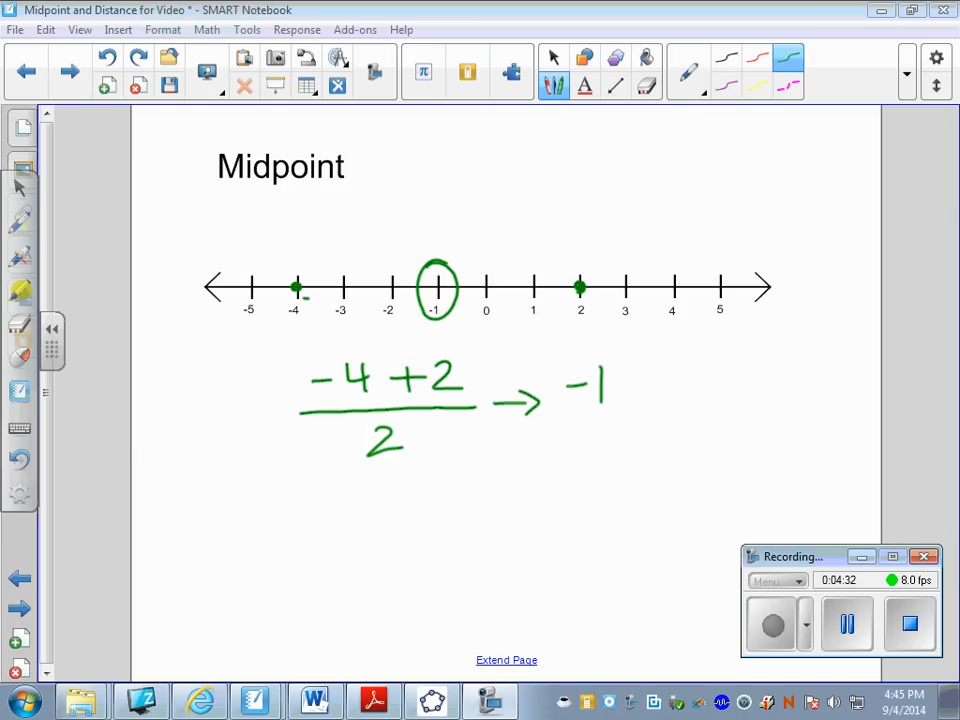 Midpoint and Distance for Video * - SMART Notebook
File Edit View Insert Format Math Tools Response Add-ons Help
Midpoint
-5 -4 -3 -2 -1 0 1 2 3 4 5
-4 +2
2
→ -1
Recording...
Menu 0:04:32 8.0 fps
Extend Page
4:45 PM
9/4/2014